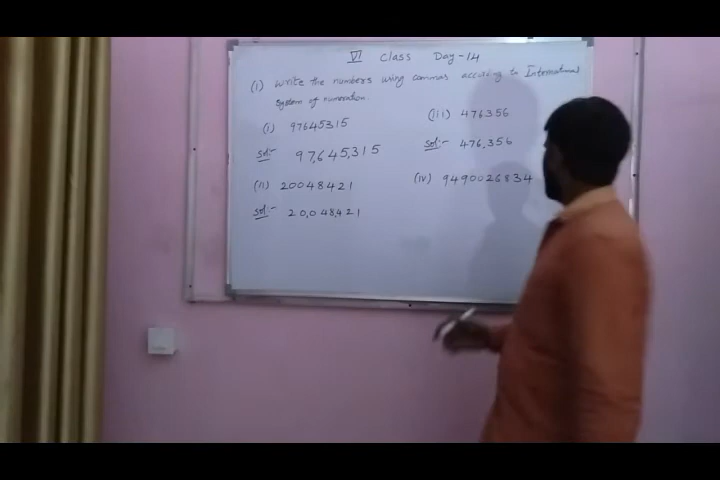 VI Class Day-14
(1) Write the numbers using commas according to International
system of numeration.
(i) 97645315
Sol:- 97,645,315
(ii) 20048421
Sol:- 20,048,421
(iii) 476356
Sol:- 476,356
(iv) 9490026834